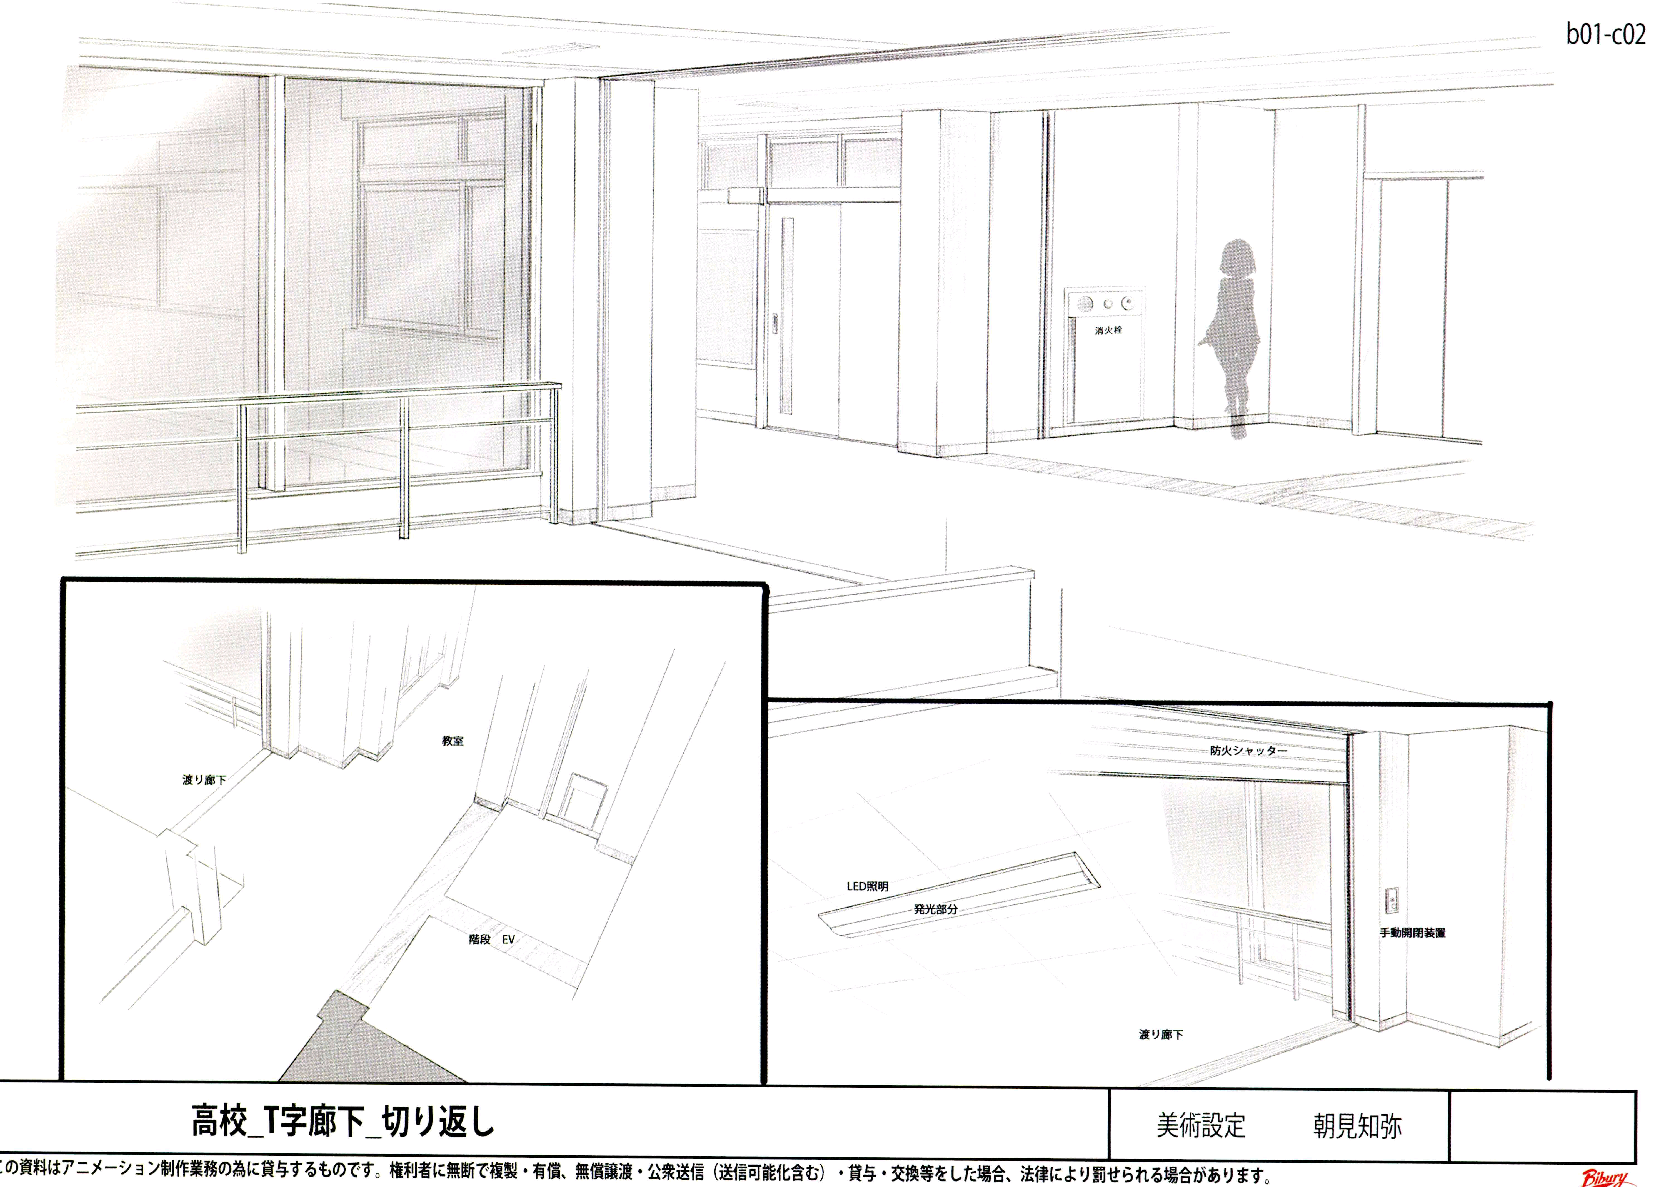 b01-c02
消火栓
教室
渡り廊下
階段 EV
防火シャッター
LED照明
発光部分
手動開閉装置
渡り廊下
高校_T字廊下_切り返し
美術設定 朝見知弥
この資料はアニメーション制作業務の為に貸与するものです。権利者に無断で複製・有償、無償譲渡・公衆送信（送信可能化含む）・貸与・交換等をした場合、法律により罰せられる場合があります。
Bibury